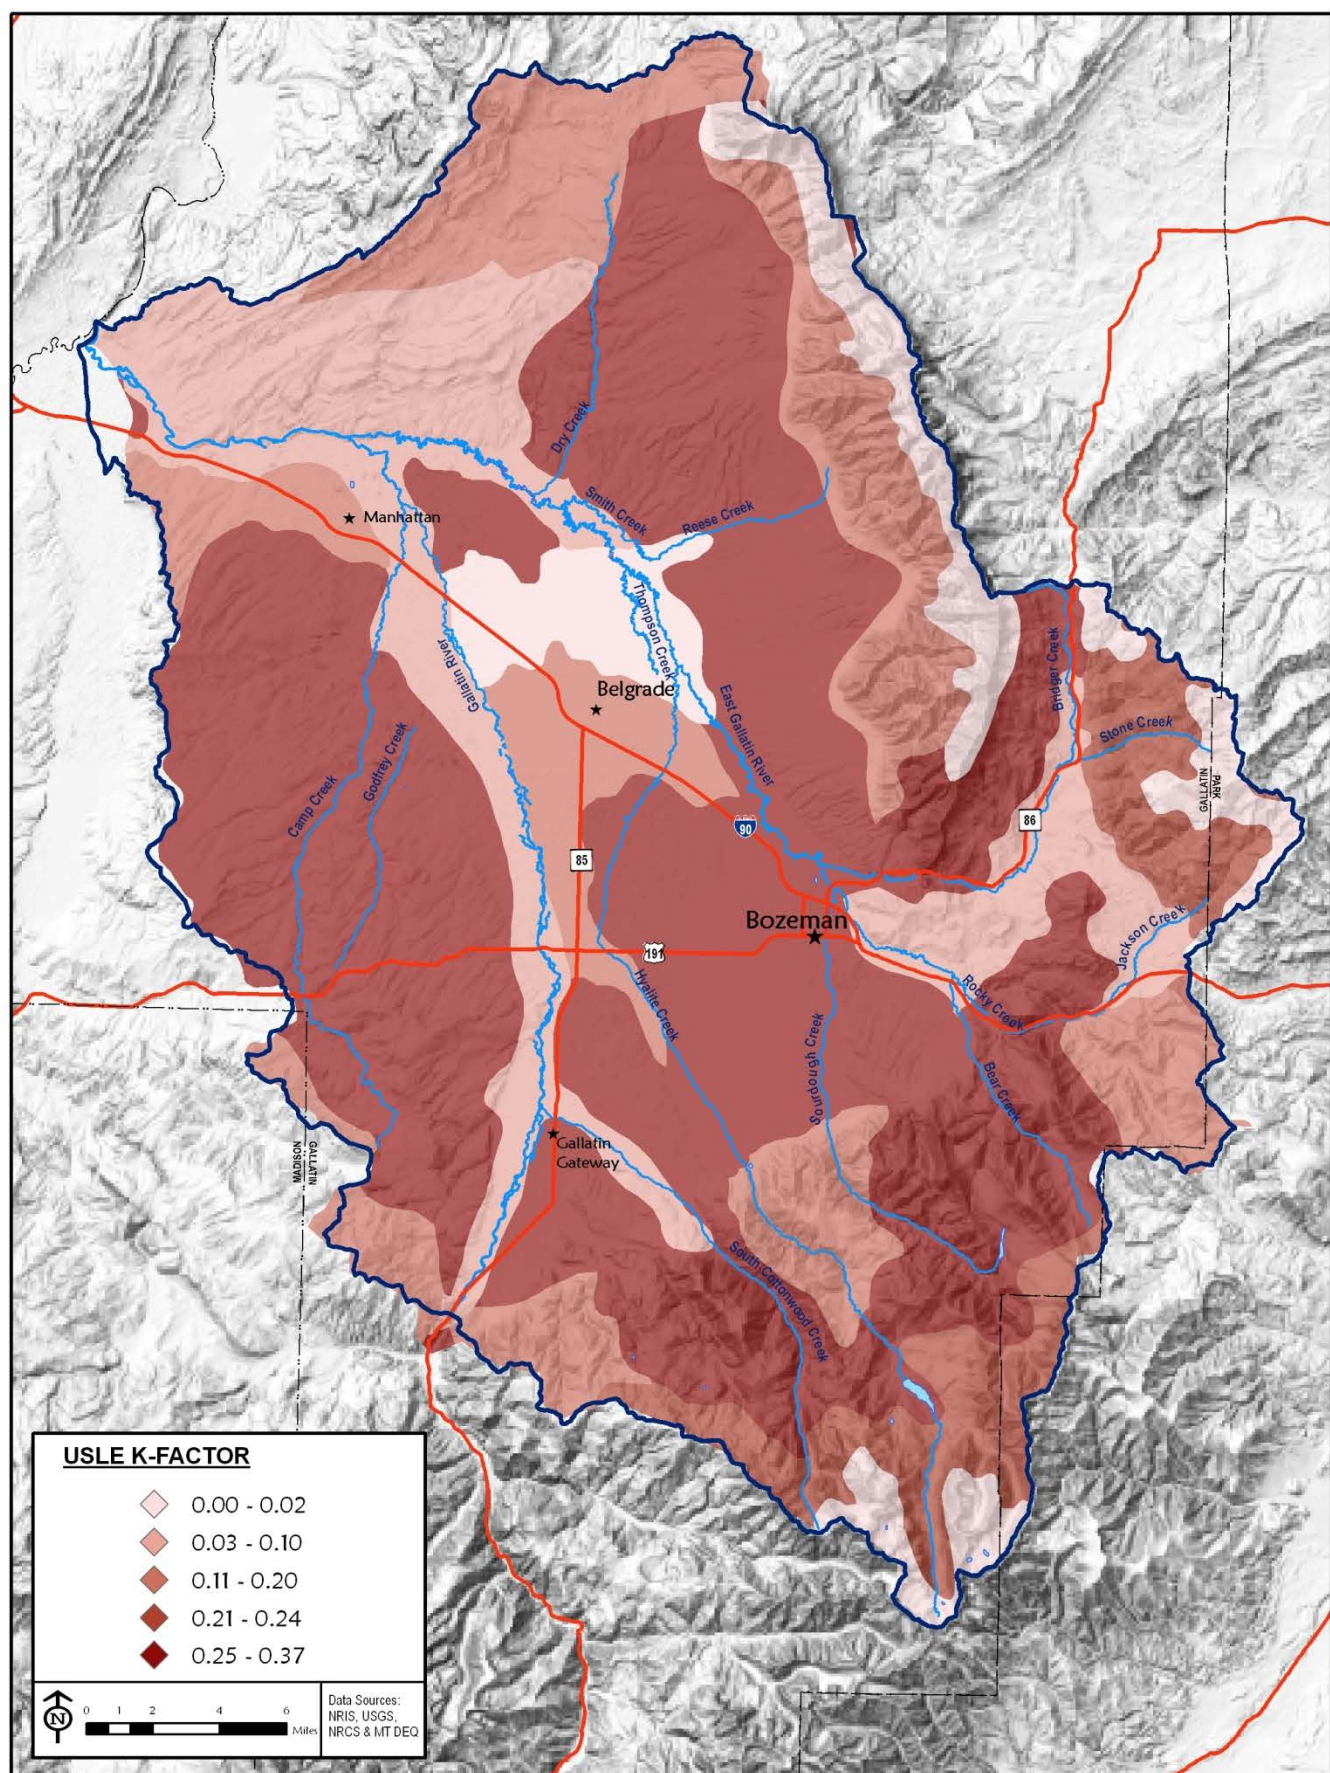 Dry Creek
Smith Creek
Reese Creek
Manhattan
Thompson Creek
Gallatin River
Belgrade
East Gallatin River
Bridger Creek
Stone Creek
Camp Creek
Godfrey Creek
PARK
GALLATIN
90
86
85
Bozeman
191
Jackson Creek
Hyalite Creek
Rocky Creek
Sourdough Creek
Bear Creek
MADISON
GALLATIN
Gallatin
Gateway
South Cottonwood Creek
USLE K-FACTOR
0.00 - 0.02
0.03 - 0.10
0.11 - 0.20
0.21 - 0.24
0.25 - 0.37
N
0 1 2 4 6
Miles
Data Sources:
NRIS, USGS,
NRCS & MT DEQ